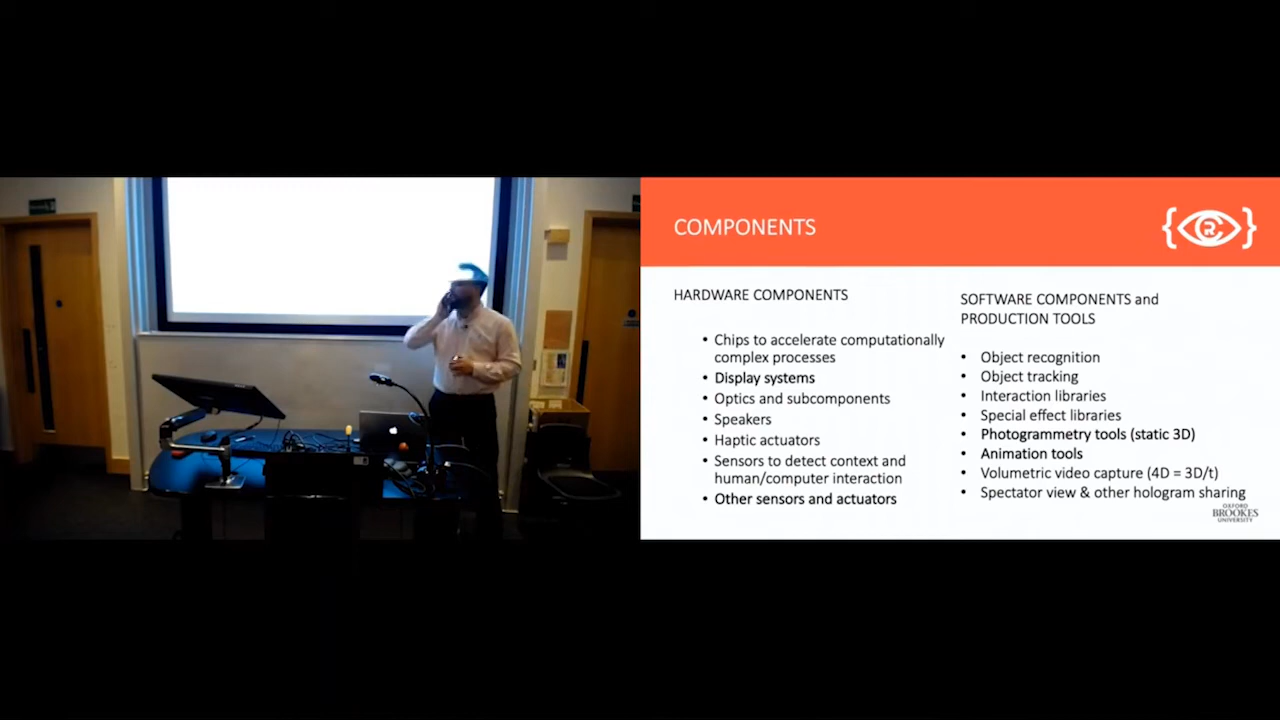 COMPONENTS
{R}
HARDWARE COMPONENTS
• Chips to accelerate computationally
complex processes
• Display systems
• Optics and subcomponents
• Speakers
• Haptic actuators
• Sensors to detect context and
human/computer interaction
• Other sensors and actuators
SOFTWARE COMPONENTS and
PRODUCTION TOOLS
• Object recognition
• Object tracking
• Interaction libraries
• Special effect libraries
• Photogrammetry tools (static 3D)
• Animation tools
• Volumetric video capture (4D = 3D/t)
• Spectator view & other hologram sharing
OXFORD
BROOKES
UNIVERSITY